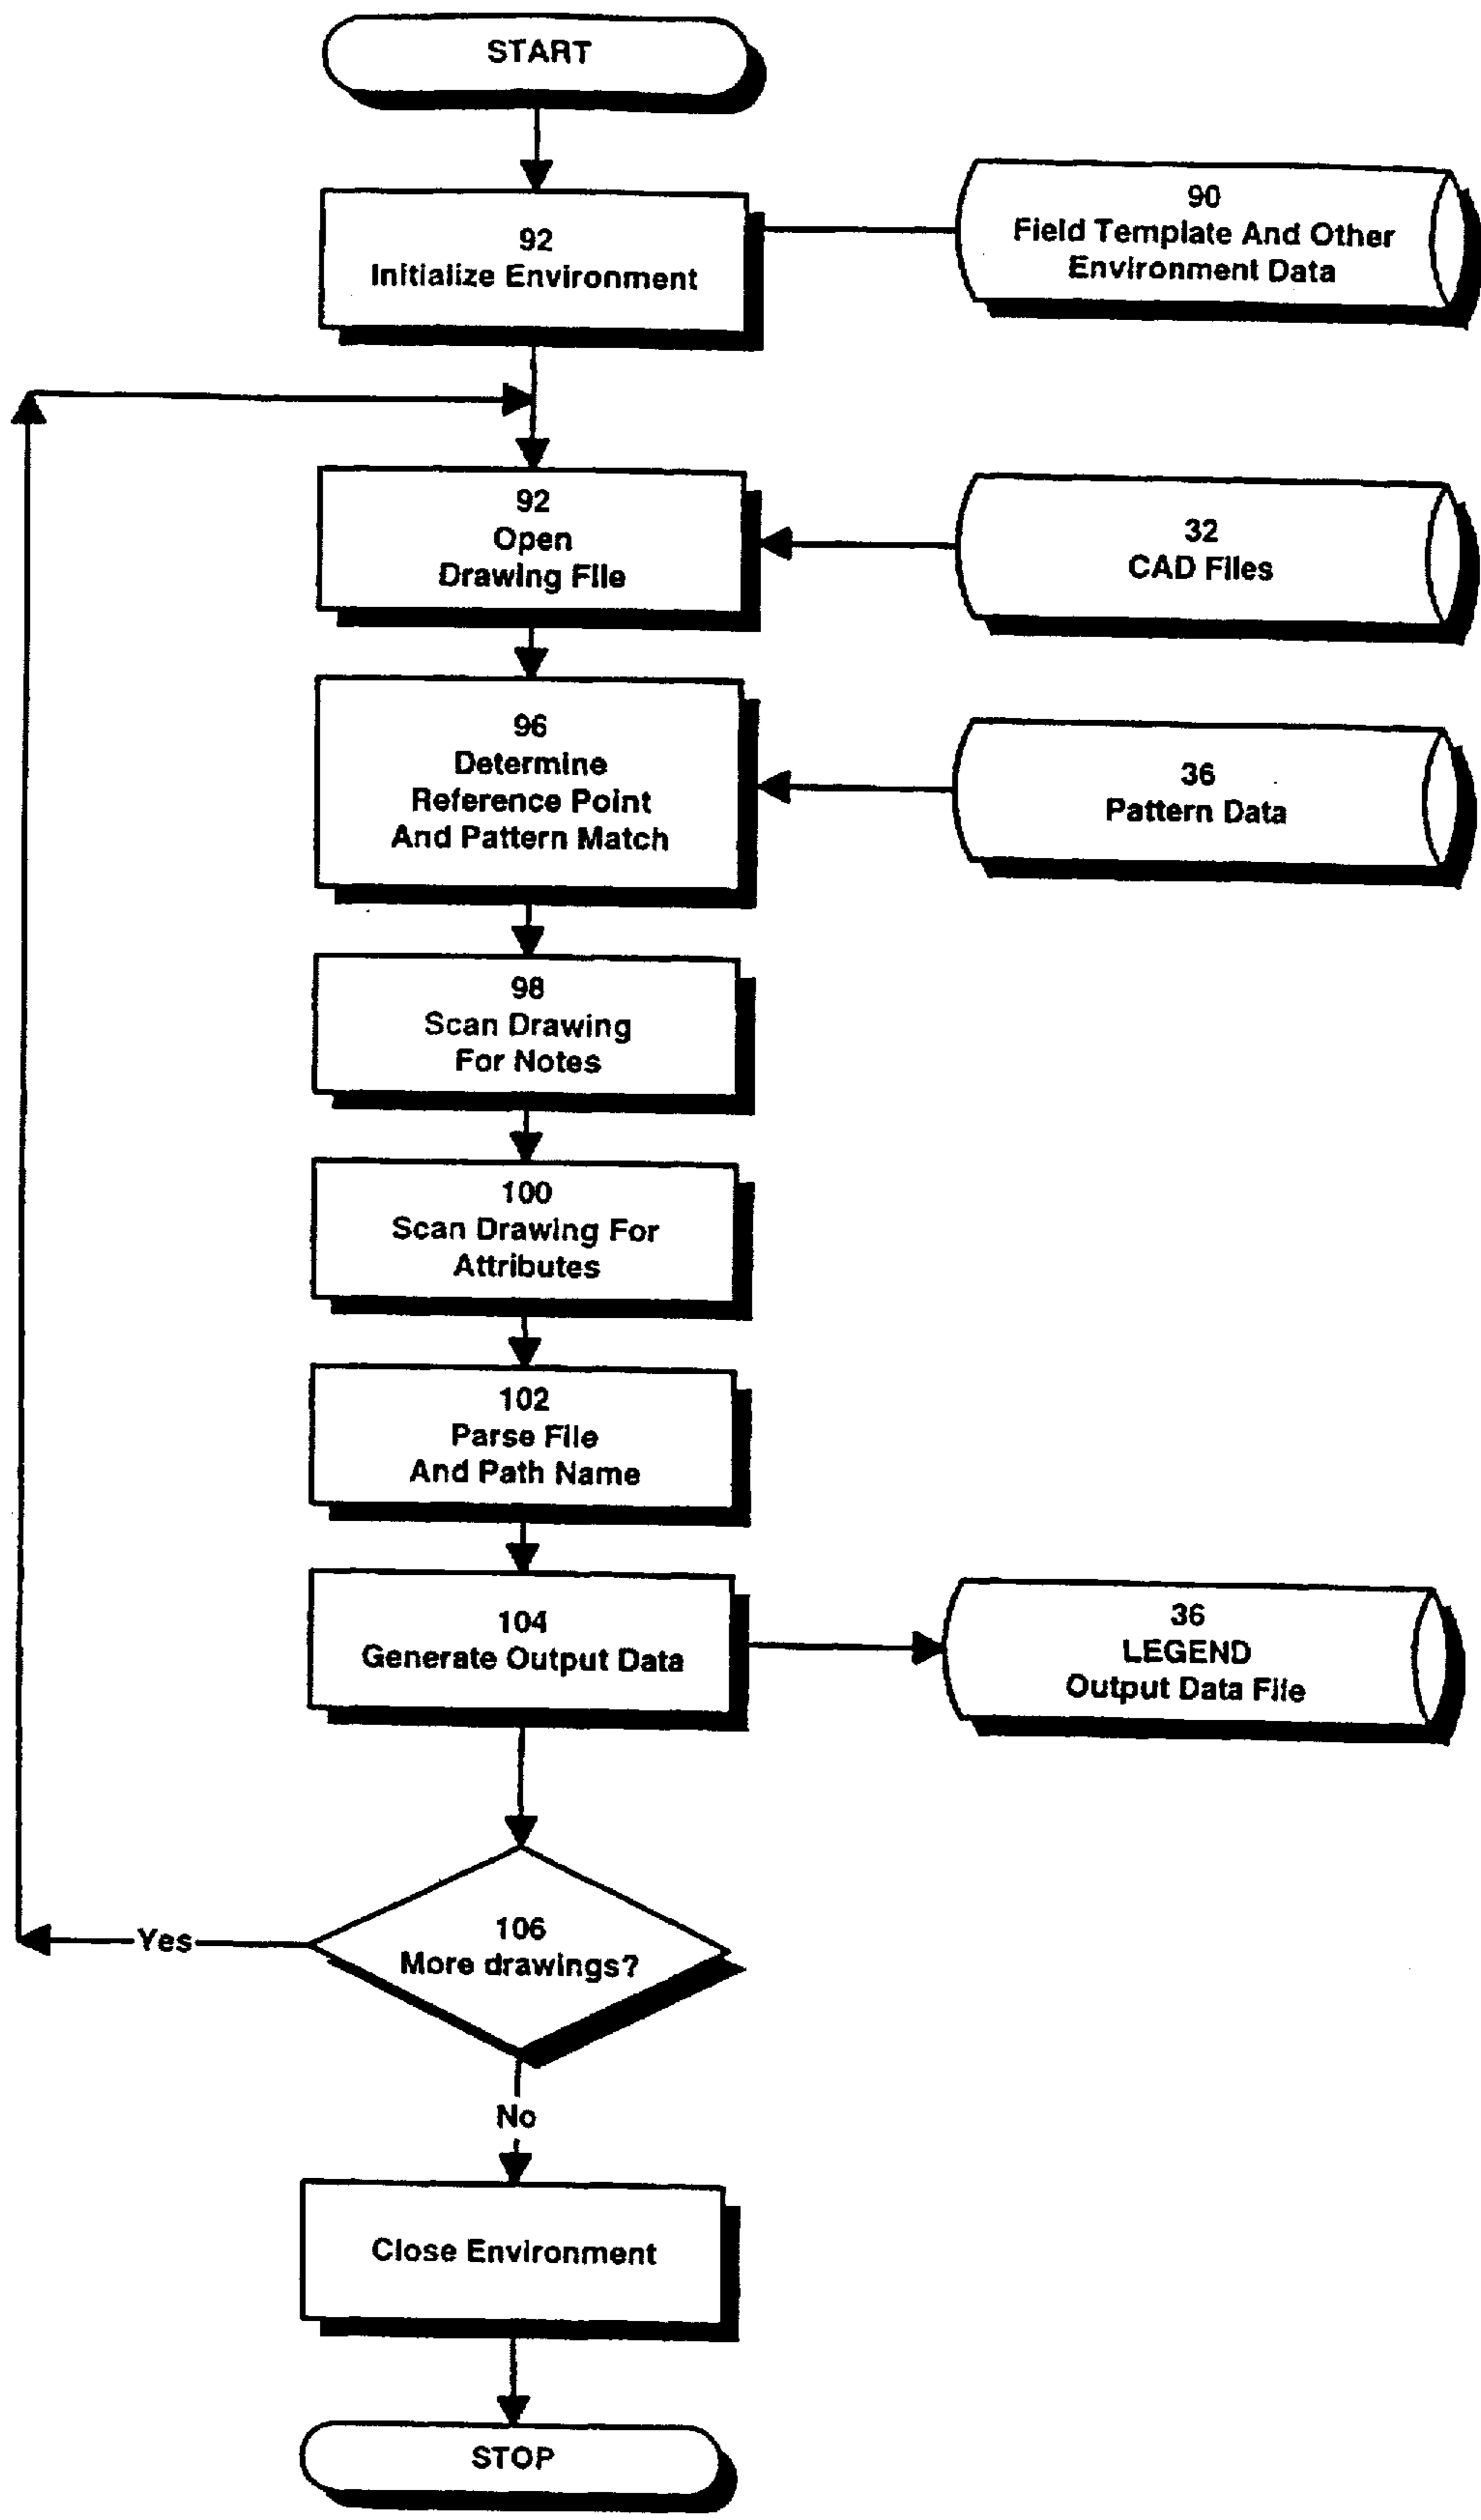 START
92
Initialize Environment
90
Field Template And Other
Environment Data
92
Open
Drawing File
32
CAD Files
96
Determine
Reference Point
And Pattern Match
36
Pattern Data
98
Scan Drawing
For Notes
100
Scan Drawing For
Attributes
102
Parse File
And Path Name
104
Generate Output Data
36
LEGEND
Output Data File
106
More drawings?
Yes
No
Close Environment
STOP